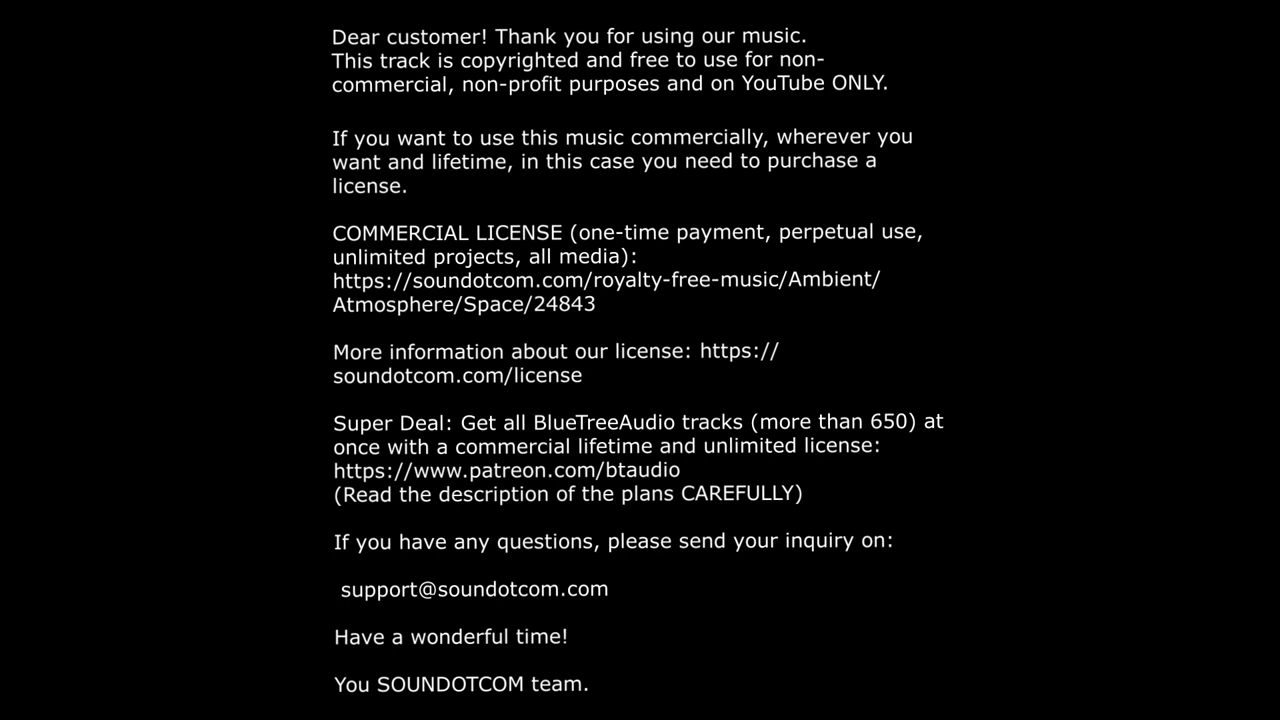 Dear customer! Thank you for using our music.
This track is copyrighted and free to use for non-
commercial, non-profit purposes and on YouTube ONLY.
If you want to use this music commercially, wherever you
want and lifetime, in this case you need to purchase a
license.
COMMERCIAL LICENSE (one-time payment, perpetual use,
unlimited projects, all media):
https://soundotcom.com/royalty-free-music/Ambient/
Atmosphere/Space/24843
More information about our license: https://
soundotcom.com/license
Super Deal: Get all BlueTreeAudio tracks (more than 650) at
once with a commercial lifetime and unlimited license:
https://www.patreon.com/btaudio
(Read the description of the plans CAREFULLY)
If you have any questions, please send your inquiry on:
support@soundotcom.com
Have a wonderful time!
You SOUNDOTCOM team.